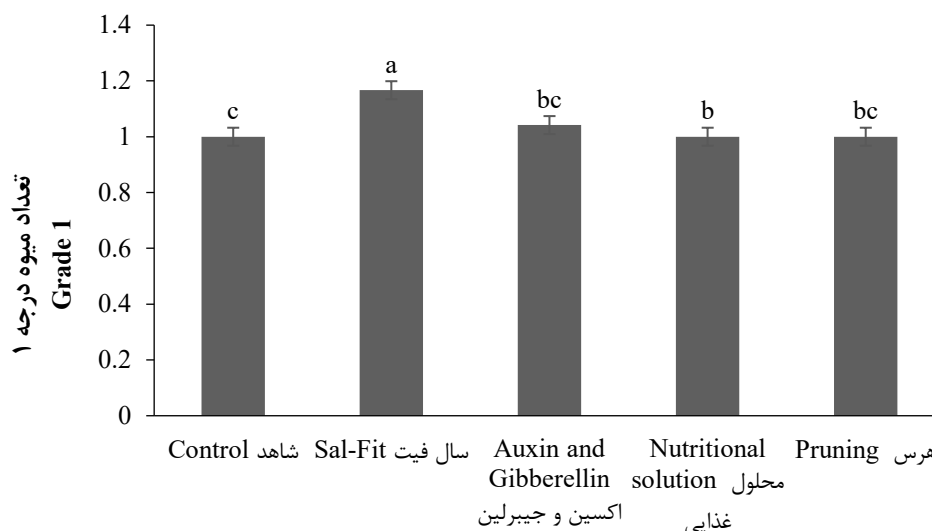 1.4
1.2
1
0.8
0.6
0.4
0.2
0
تعداد میوه درجه ۱
Grade 1
c
a
bc
b
bc
Control شاهد
Sal-Fit سال فیت
Auxin and
Gibberellin
اکسین و جیبرلین
Nutritional
solution محلول
غذایی
Pruning هرس